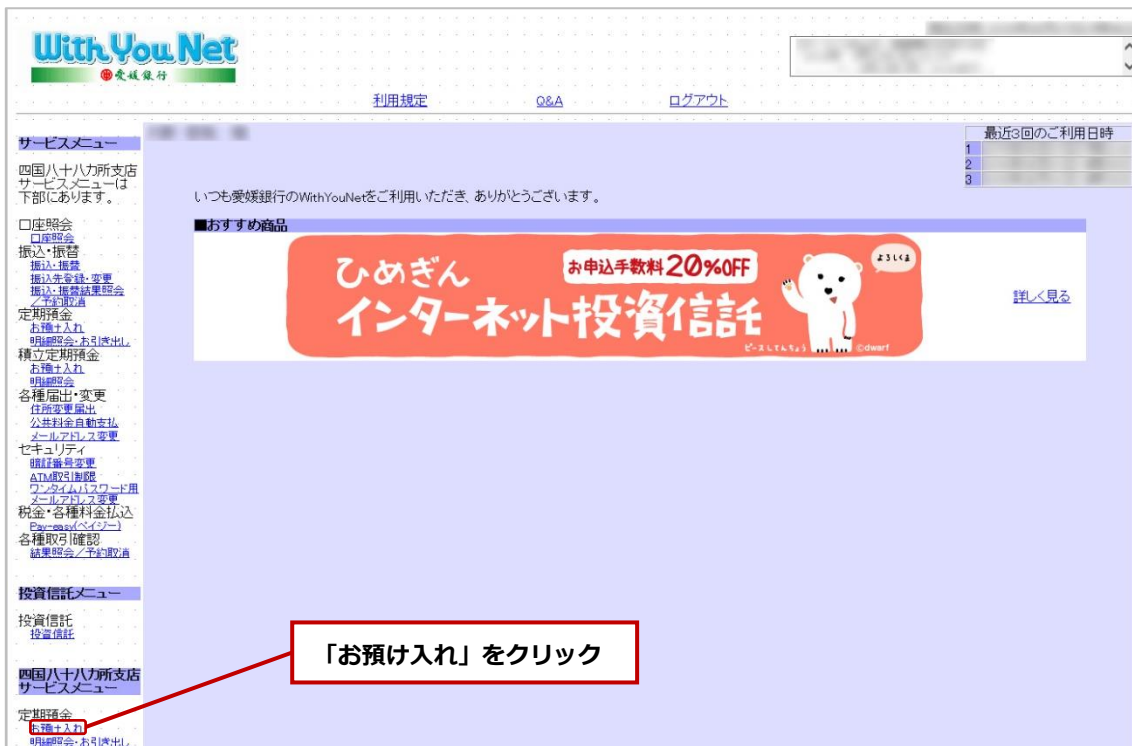 With You Net
愛媛銀行
利用規定 Q&A ログアウト
サービスメニュー
四国八十八カ所支店
サービスメニューは
下部にあります。
口座照会
口座照会
振込・振替
振込・振替
振込先登録・変更
振込・振替結果照会
／予約取消
定期預金
お預け入れ
明細照会・お引き出し
積立定期預金
お預け入れ
明細照会
各種届出・変更
住所変更届出
公共料金自動支払
メールアドレス変更
セキュリティ
暗証番号変更
ATM取引制限
ワンタイムパスワード用
メールアドレス変更
税金・各種料金払込
Pay-easy(ペイジー)
各種取引確認
結果照会／予約取消
投資信託メニュー
投資信託
投資信託
四国八十八カ所支店
サービスメニュー
定期預金
お預け入れ
明細照会・お引き出し
最近3回のご利用日時
1
2
3
いつも愛媛銀行のWithYouNetをご利用いただき、ありがとうございます。
■おすすめ商品
ひめぎん
お申込手数料20%OFF
インターネット投資信託
よろしくま
ピースしてんちょう
©dwarf
詳しく見る
「お預け入れ」をクリック